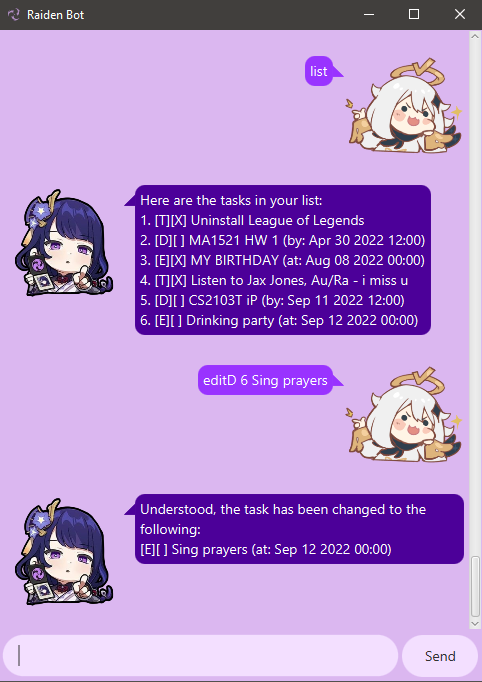 Raiden Bot
list
Here are the tasks in your list:
1. [T][X] Uninstall League of Legends
2. [D][ ] MA1521 HW 1 (by: Apr 30 2022 12:00)
3. [E][X] MY BIRTHDAY (at: Aug 08 2022 00:00)
4. [T][X] Listen to Jax Jones, Au/Ra - i miss u
5. [D][ ] CS2103T iP (by: Sep 11 2022 12:00)
6. [E][ ] Drinking party (at: Sep 12 2022 00:00)
editD 6 Sing prayers
Understood, the task has been changed to the
following:
[E][ ] Sing prayers (at: Sep 12 2022 00:00)
Send